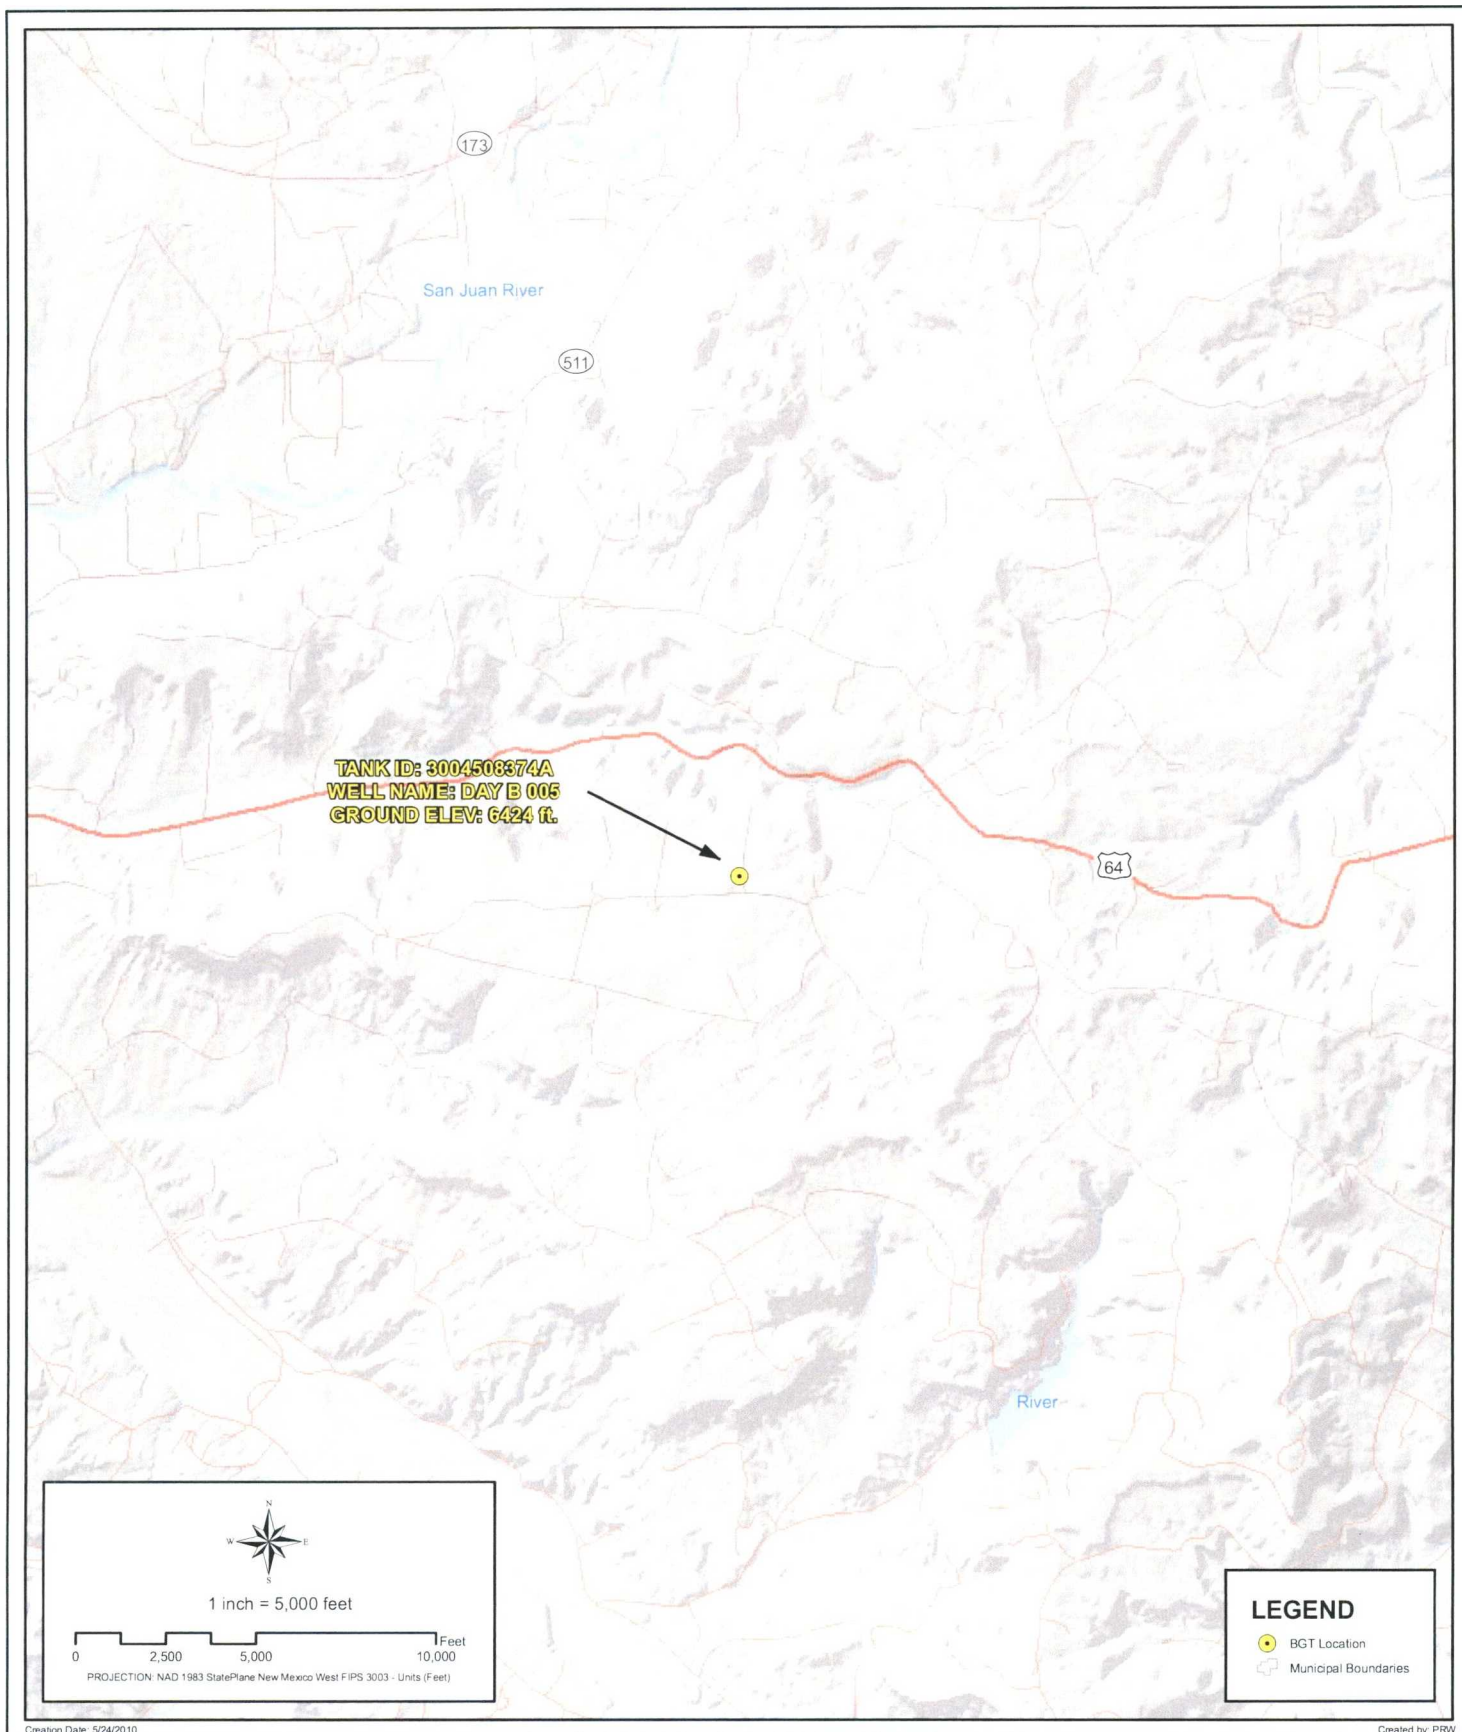 173
San Juan River
511
TANK ID: 3004508374A
WELL NAME: DAY B 005
GROUND ELEV: 6424 ft.
64
River
N
W E
S
1 inch = 5,000 feet
Feet
0 2,500 5,000 10,000
PROJECTION: NAD 1983 StatePlane New Mexico West FIPS 3003 - Units (Feet)
LEGEND
BGT Location
Municipal Boundaries
Creation Date: 5/24/2010
Created by: PRW